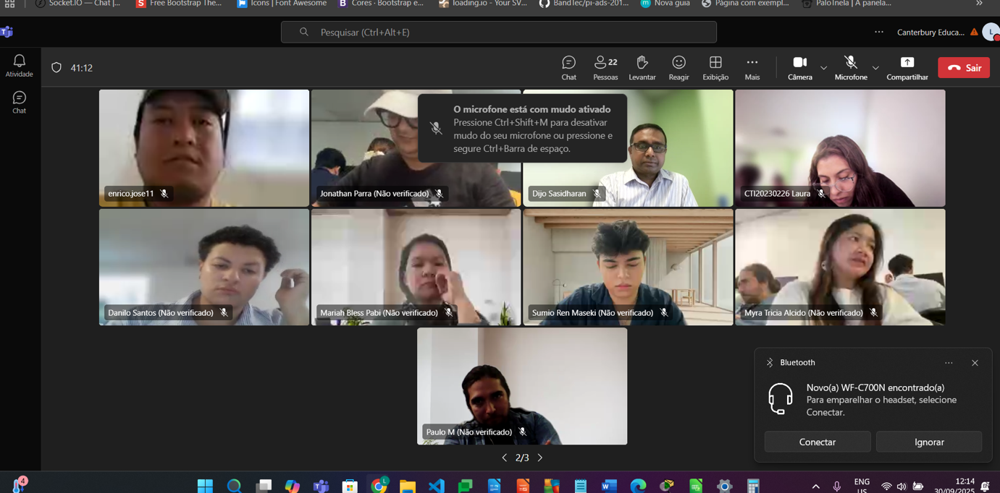 Socket.IO — Chat |...
Free Bootstrap The...
Icons | Font Awesome
Cores · Bootstrap e...
loading.io - Your SV...
BandTec/pi-ads-201...
Nova guia
Página com exempl...
PaloTinela | A panela...
Pesquisar (Ctrl+Alt+E)
Canterbury Educa...
L
Atividade
Chat
41:12
Chat
22
Pessoas
Levantar
Reagir
Exibição
Mais
Câmera
Microfone
Compartilhar
Sair
O microfone está com mudo ativado
Pressione Ctrl+Shift+M para desativar
mudo do seu microfone ou pressione e
segure Ctrl+Barra de espaço.
enrico.jose11
Jonathan Parra (Não verificado)
Dijo Sasidharan
CTI20230226 Laura
Danilo Santos (Não verificado)
Mariah Bless Pabi (Não verificado)
Sumio Ren Maseki (Não verificado)
Myra Tricia Alcido (Não verificado)
Paulo M (Não verificado)
2/3
Bluetooth
Novo(a) WF-C700N encontrado(a)
Para emparelhar o headset, selecione
Conectar.
Conectar
Ignorar
4
L
ENG
US
12:14
30/09/2025